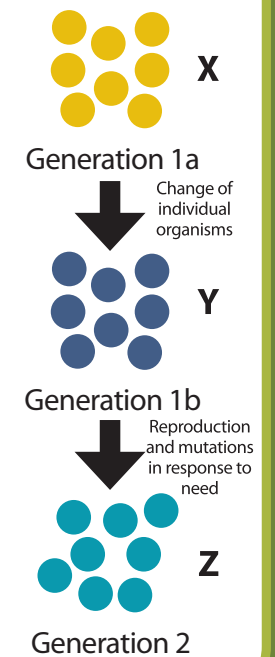 X
Generation 1a
Change of
individual
organisms
Y
Generation 1b
Reproduction
and mutations
in response to
need
Z
Generation 2